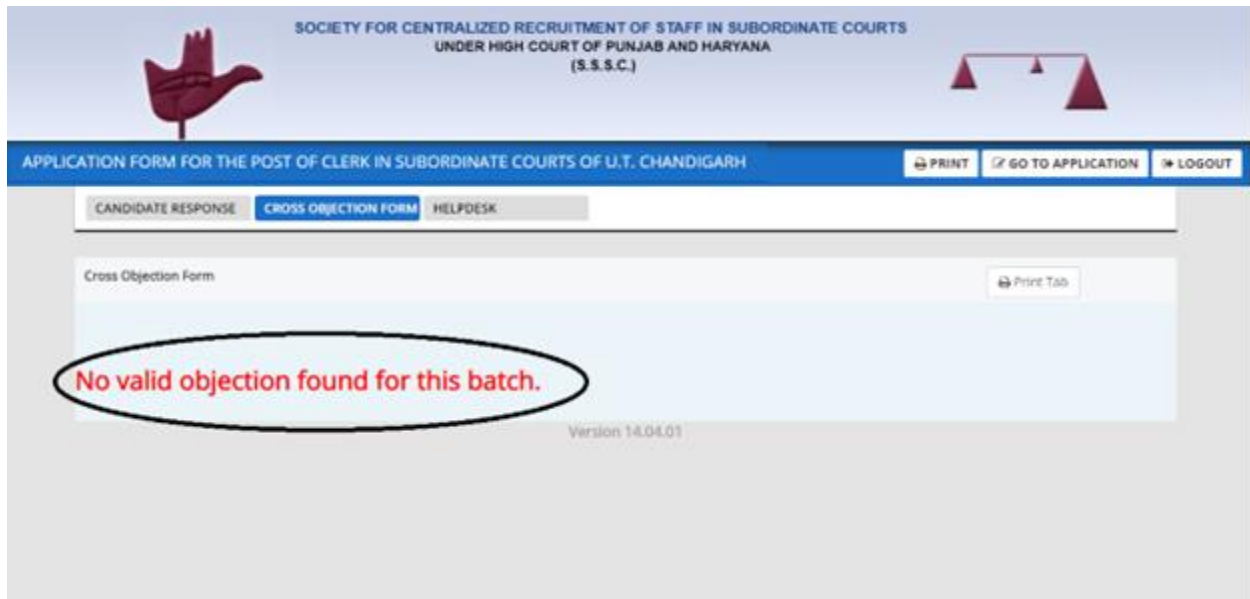 SOCIETY FOR CENTRALIZED RECRUITMENT OF STAFF IN SUBORDINATE COURTS
UNDER HIGH COURT OF PUNJAB AND HARYANA
(S.S.S.C.)
APPLICATION FORM FOR THE POST OF CLERK IN SUBORDINATE COURTS OF U.T. CHANDIGARH
PRINT
GO TO APPLICATION
LOGOUT
CANDIDATE RESPONSE
CROSS OBJECTION FORM
HELPDESK
Cross Objection Form
Print Tab
No valid objection found for this batch.
Version 14.04.01